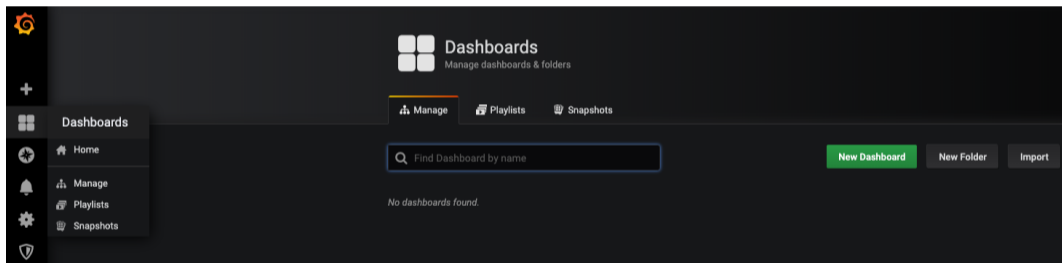 Dashboards
Home
Manage
Playlists
Snapshots
Dashboards
Manage dashboards & folders
Manage Playlists Snapshots
Find Dashboard by name
New Dashboard New Folder Import
No dashboards found.